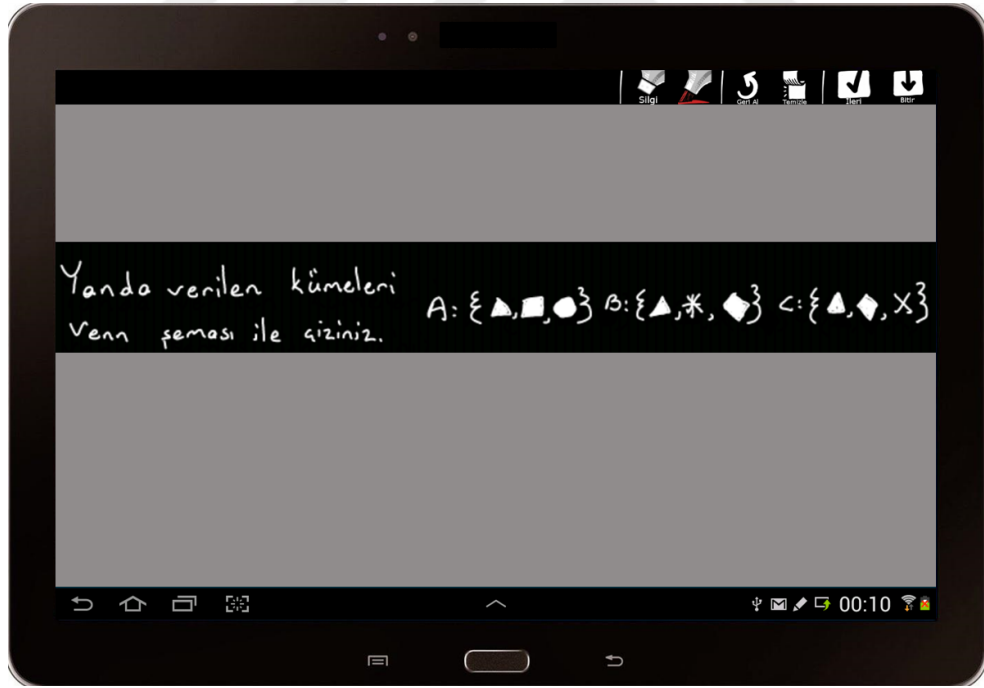 Silgi Geri Al Temizle İleri Bitir
Yanda verilen kümeleri
Venn şeması ile çiziniz.
A: {▲,■,●} B:{▲,*,◆} C:{▲,◆,X}
00:10